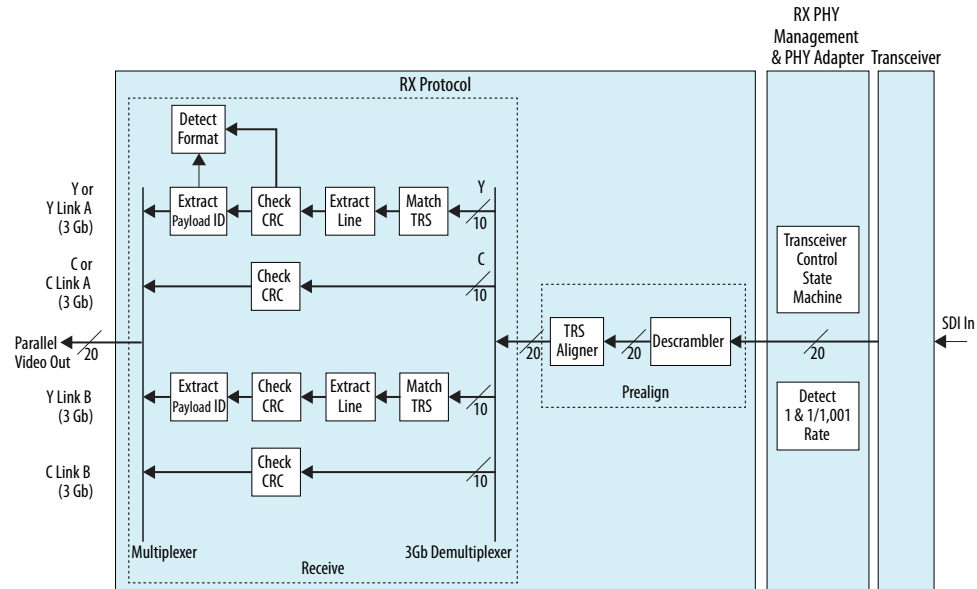 RX PHY
Management
& PHY Adapter
Transceiver
RX Protocol
Detect
Format
Y or
Y Link A
(3 Gb)
Extract
Payload ID
Check
CRC
Extract
Line
Match
TRS
Y
10
C or
C Link A
(3 Gb)
Check
CRC
C
10
Transceiver
Control
State
Machine
Parallel
Video Out
20
20
TRS
Aligner
20
Descrambler
20
SDI In
Prealign
Y Link B
(3 Gb)
Extract
Payload ID
Check
CRC
Extract
Line
Match
TRS
10
Detect
1 & 1/1,001
Rate
C Link B
(3 Gb)
Check
CRC
10
Multiplexer
3Gb Demultiplexer
Receive